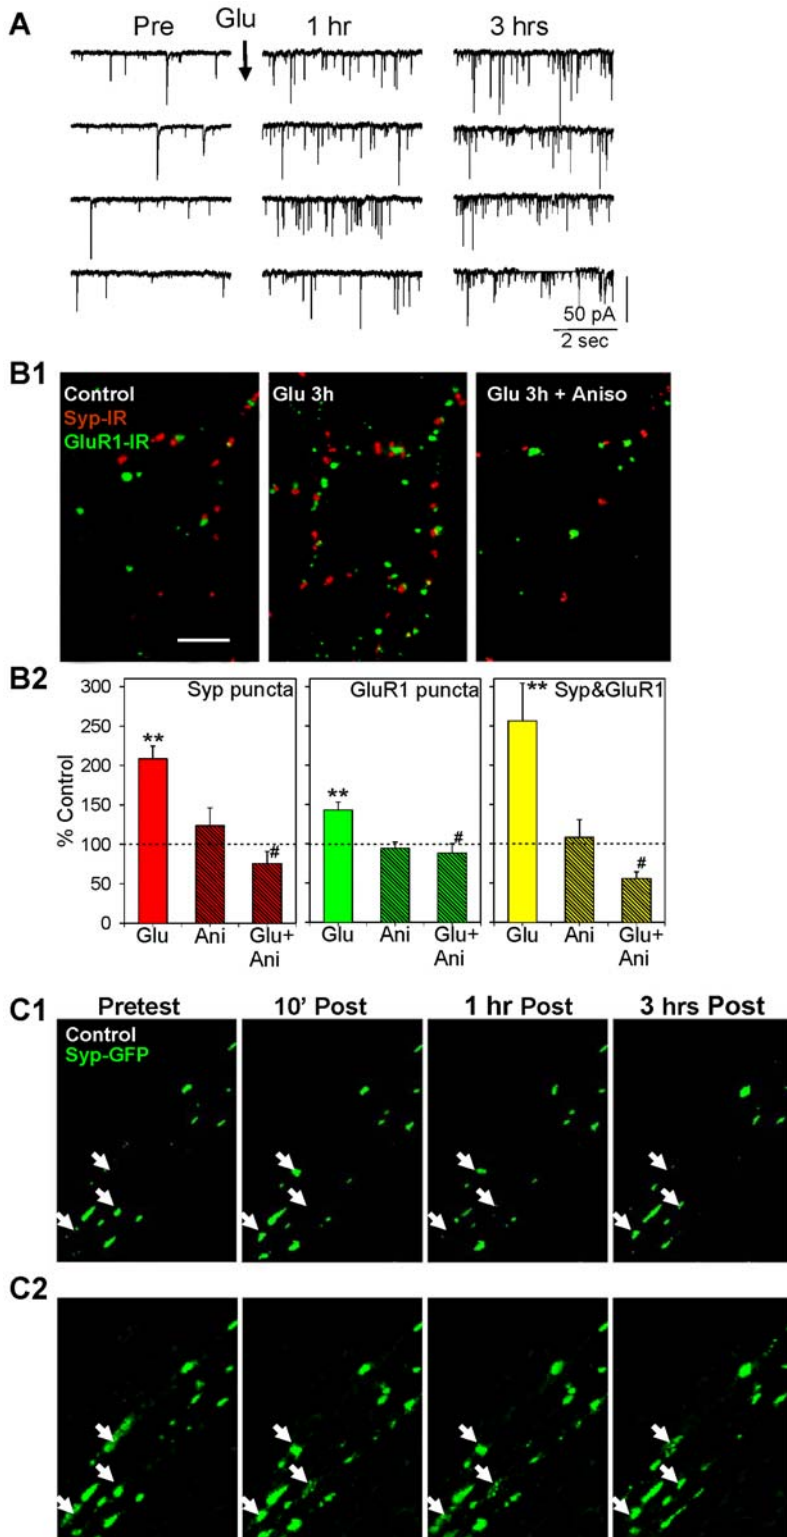 A
Pre
Glu
1 hr
3 hrs
50 pA
2 sec
B1
Control
Syp-IR
GluR1-IR
Glu 3h
Glu 3h + Aniso
B2
% Control
300
250
200
150
100
50
0
Syp puncta
**
#
Glu
Ani
Glu+
Ani
GluR1 puncta
**
#
Glu
Ani
Glu+
Ani
** Syp&GluR1
#
Glu
Ani
Glu+
Ani
C1
Pretest
10' Post
1 hr Post
3 hrs Post
Control
Syp-GFP
C2